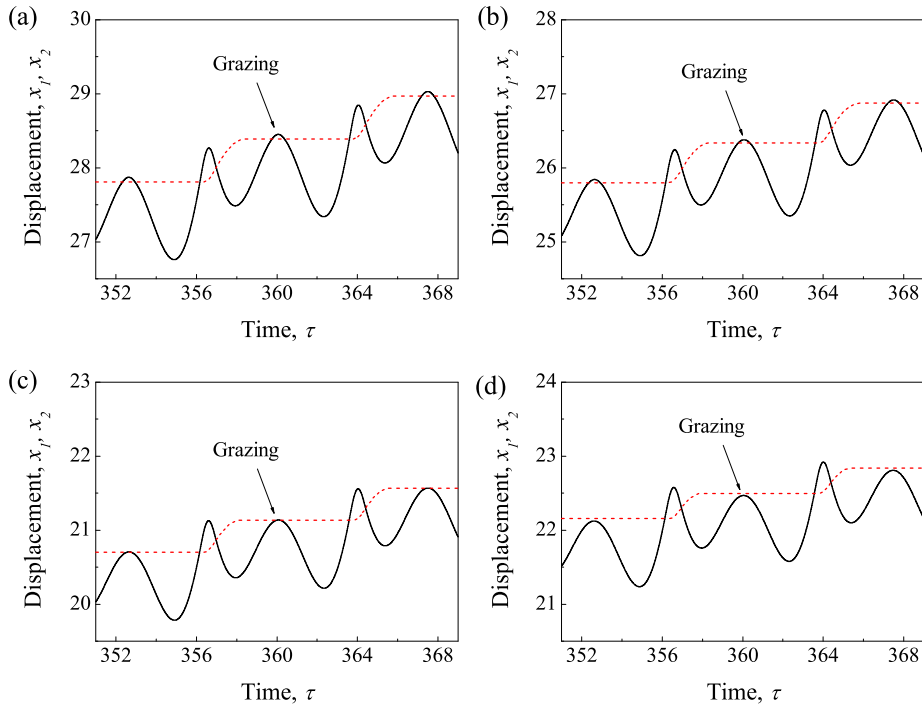 (a)
30
29
28
27
Displacement, x1, x2
Grazing
352 356 360 364 368
Time, τ
(b)
28
27
26
25
Displacement, x1, x2
Grazing
352 356 360 364 368
Time, τ
(c)
23
22
21
20
Displacement, x1, x2
Grazing
352 356 360 364 368
Time, τ
(d)
24
23
22
21
Displacement, x1, x2
Grazing
352 356 360 364 368
Time, τ